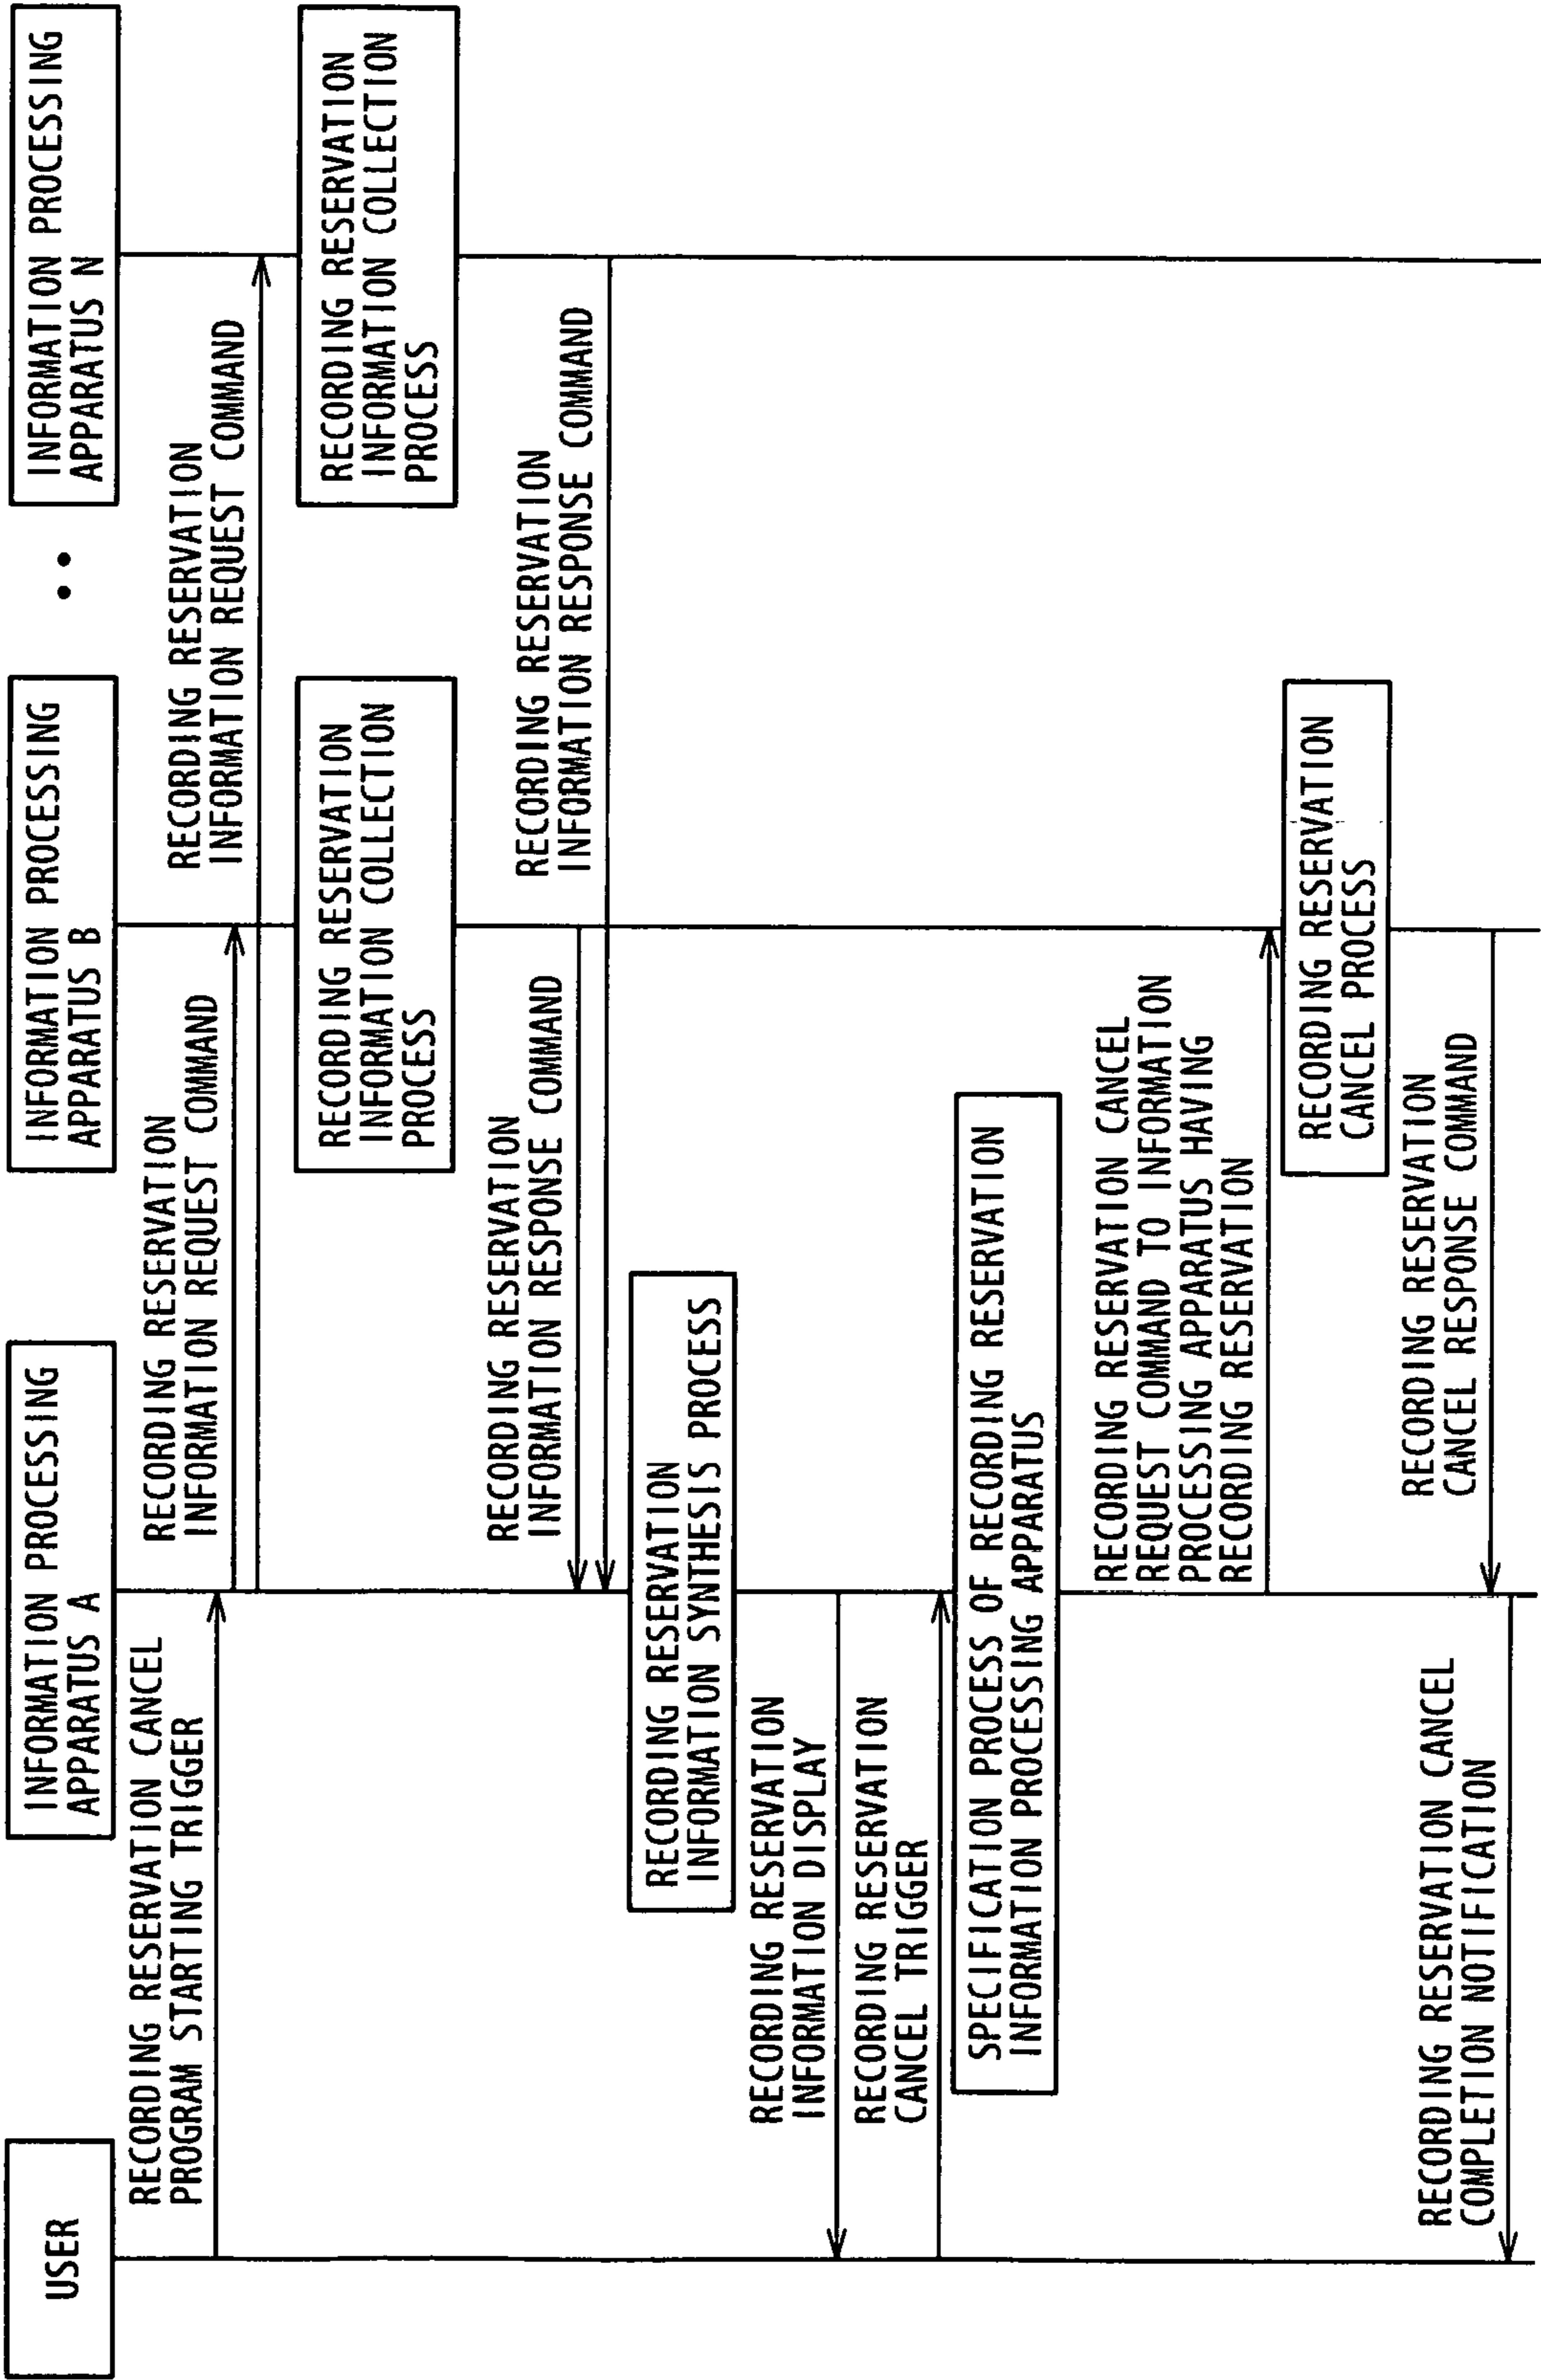 USER
INFORMATION PROCESSING
APPARATUS A
INFORMATION PROCESSING
APPARATUS B
INFORMATION PROCESSING
APPARATUS N
RECORDING RESERVATION CANCEL
PROGRAM STARTING TRIGGER
RECORDING RESERVATION
INFORMATION REQUEST COMMAND
RECORDING RESERVATION
INFORMATION REQUEST COMMAND
RECORDING RESERVATION
INFORMATION COLLECTION
PROCESS
RECORDING RESERVATION
INFORMATION COLLECTION
PROCESS
RECORDING RESERVATION
INFORMATION RESPONSE COMMAND
RECORDING RESERVATION
INFORMATION RESPONSE COMMAND
RECORDING RESERVATION
INFORMATION SYNTHESIS PROCESS
RECORDING RESERVATION
INFORMATION DISPLAY
RECORDING RESERVATION
CANCEL TRIGGER
SPECIFICATION PROCESS OF RECORDING RESERVATION
INFORMATION PROCESSING APPARATUS
RECORDING RESERVATION CANCEL
REQUEST COMMAND TO INFORMATION
PROCESSING APPARATUS HAVING
RECORDING RESERVATION
RECORDING RESERVATION
CANCEL PROCESS
RECORDING RESERVATION
CANCEL RESPONSE COMMAND
RECORDING RESERVATION CANCEL
COMPLETION NOTIFICATION